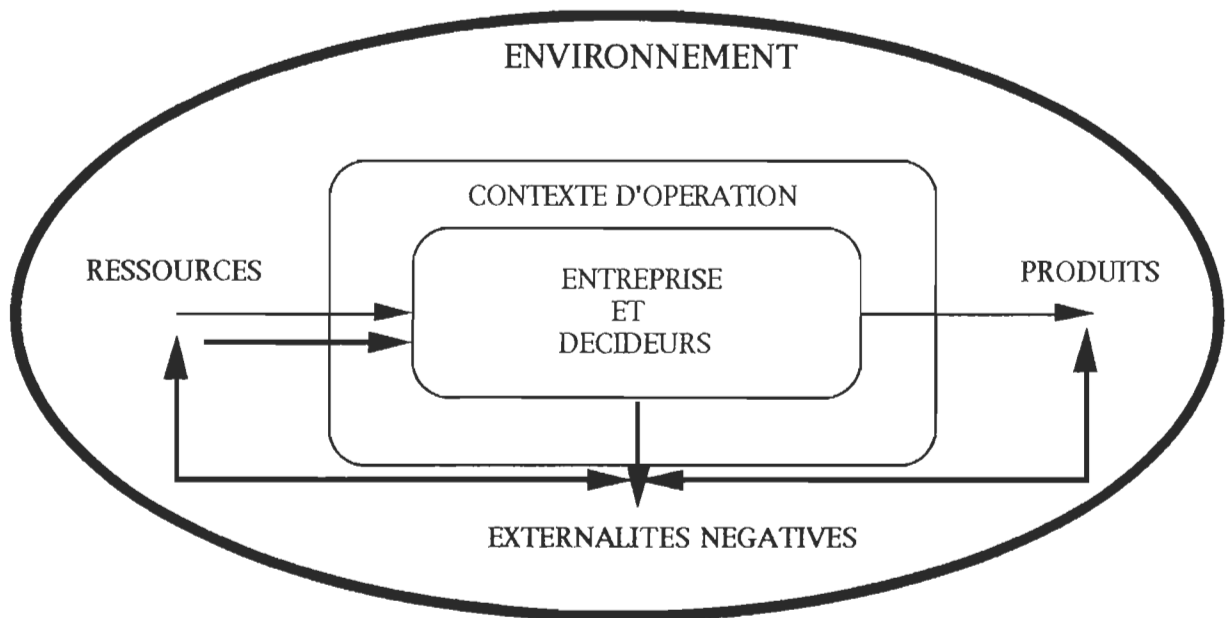 ENVIRONNEMENT
CONTEXTE D'OPERATION
RESSOURCES
ENTREPRISE
ET
DECIDEURS
PRODUITS
EXTERNALITES NEGATIVES